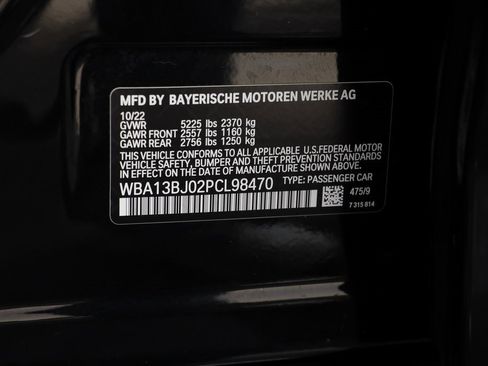 MFD BY BAYERISCHE MOTOREN WERKE AG
10/22
GVWR 5225 lbs 2370 kg
GAWR FRONT 2557 lbs 1160 kg
GAWR REAR 2756 lbs 1250 kg
THIS VEHICLE CONFORMS TO ALL APPLICABLE U.S.FEDERAL MOTOR
VEHICLE SAFETY, BUMPER, AND THEFT PREVENTION STANDARDS
IN EFFECT ON THE DATE OF MANUFACTURE SHOWN ABOVE.
WBA13BJ02PCL98470 TYPE: PASSENGER CAR
475/9
7 315 814